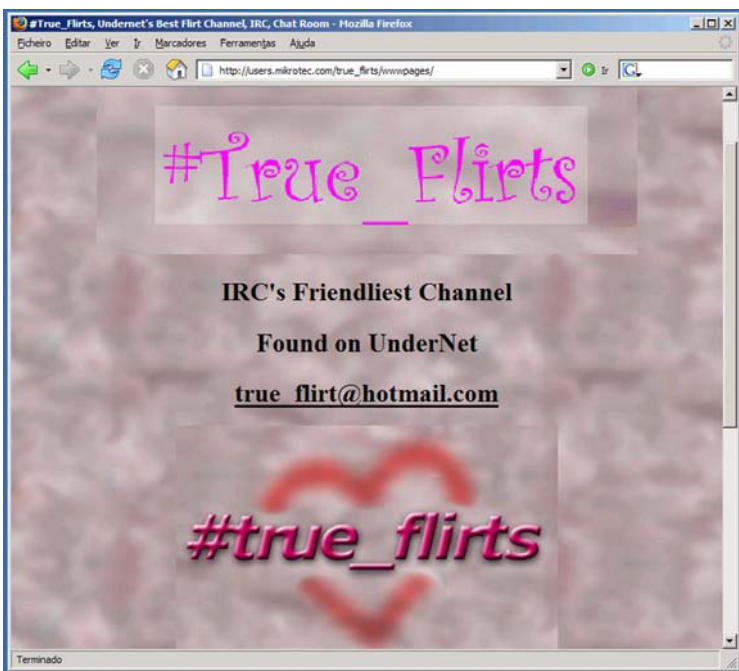 #True_Flirts, Undernet's Best Flirt Channel, IRC, Chat Room - Mozilla Firefox
Ficheiro Editar Ver Ir Marcadores Ferramentas Ajuda
http://users.mikrotec.com/true_flirts/wwwpages/ Ir
#True_Flirts
IRC's Friendliest Channel
Found on UnderNet
true_flirt@hotmail.com
#true_flirts
Terminado